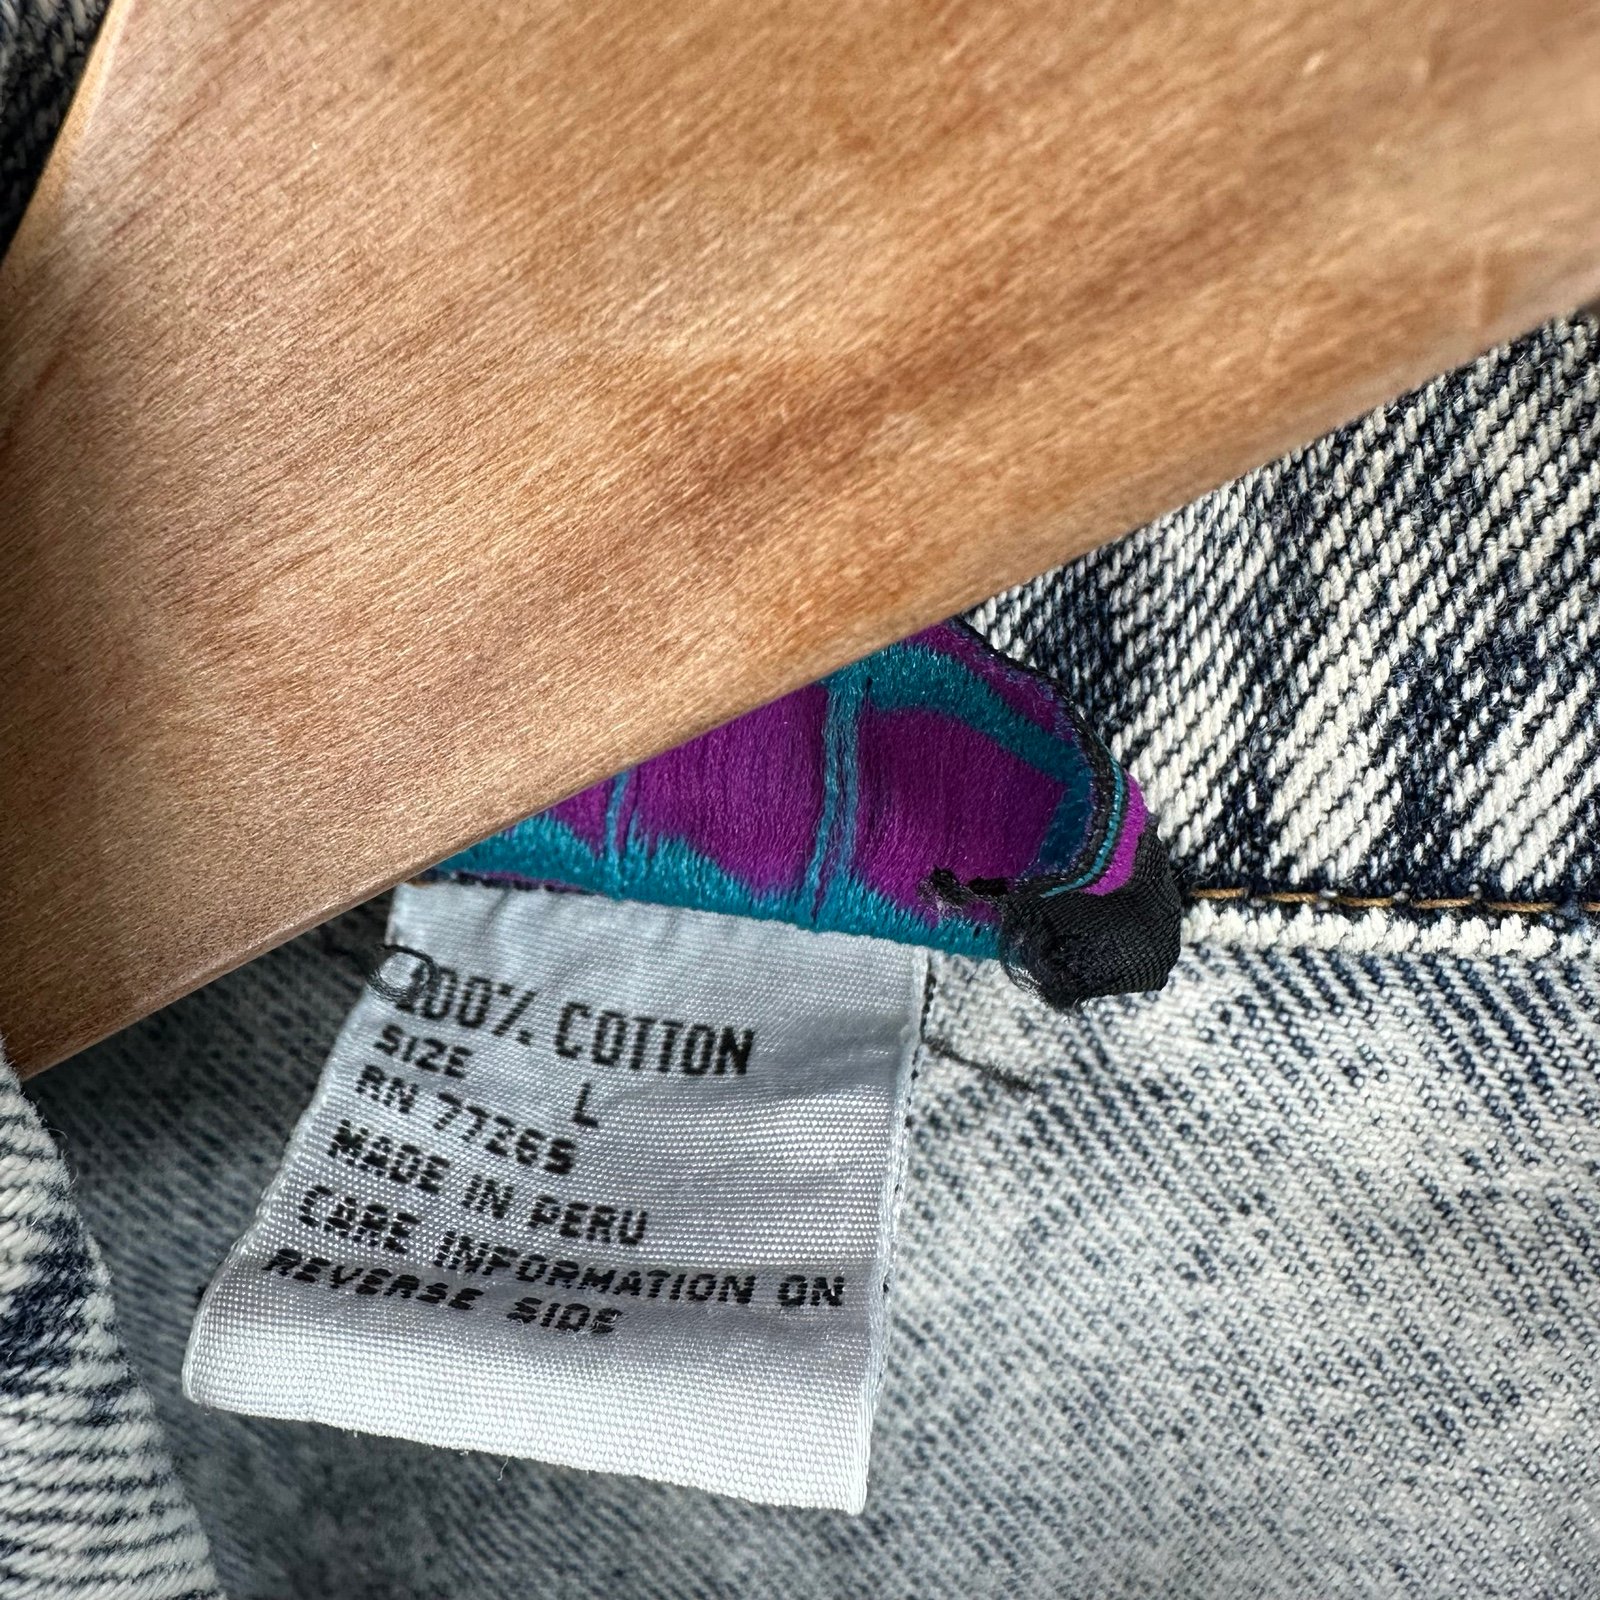 100% COTTON
SIZE L
RN 77265
MADE IN PERU
CARE INFORMATION ON
REVERSE SIDE